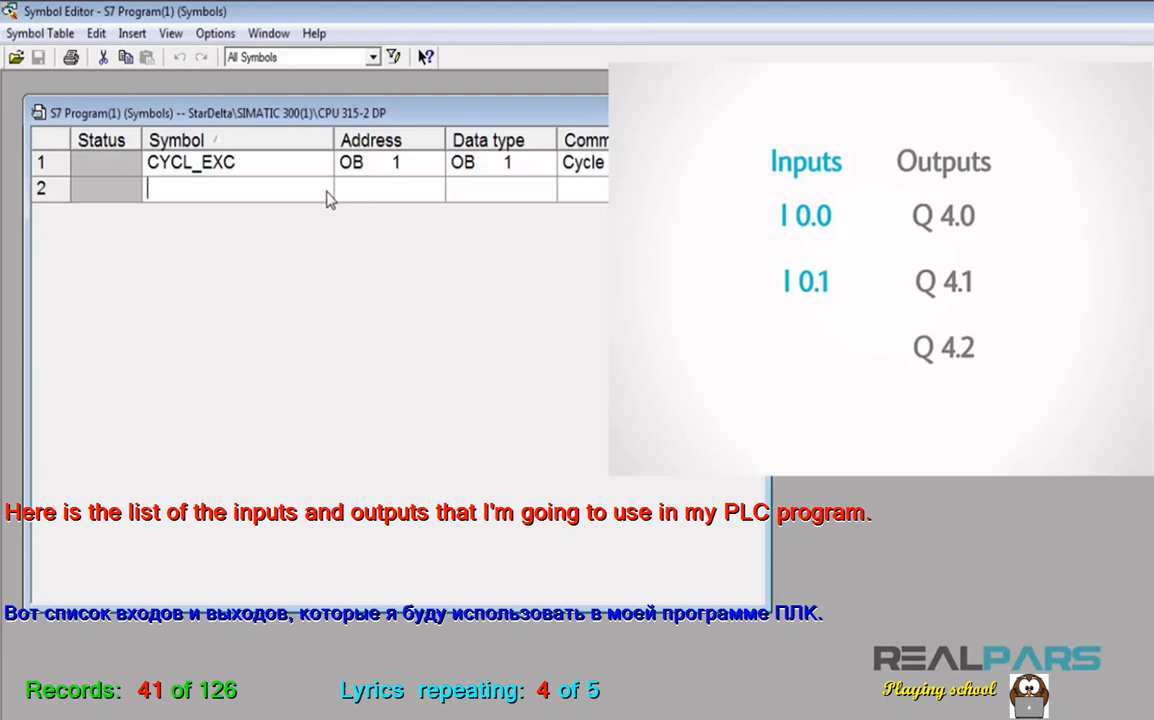 Symbol Editor - S7 Program(1) (Symbols)
Symbol Table Edit Insert View Options Window Help
All Symbols
S7 Program(1) (Symbols) -- StarDelta\SIMATIC 300(1)\CPU 315-2 DP
Status Symbol Address Data type Comm
1 CYCL_EXC OB 1 OB 1 Cycle
2
Inputs Outputs
I 0.0 Q 4.0
I 0.1 Q 4.1
Q 4.2
Here is the list of the inputs and outputs that I'm going to use in my PLC program.
Вот список входов и выходов, которые я буду использовать в моей программе ПЛК.
REALPARS
Playing school
Records: 41 of 126 Lyrics repeating: 4 of 5